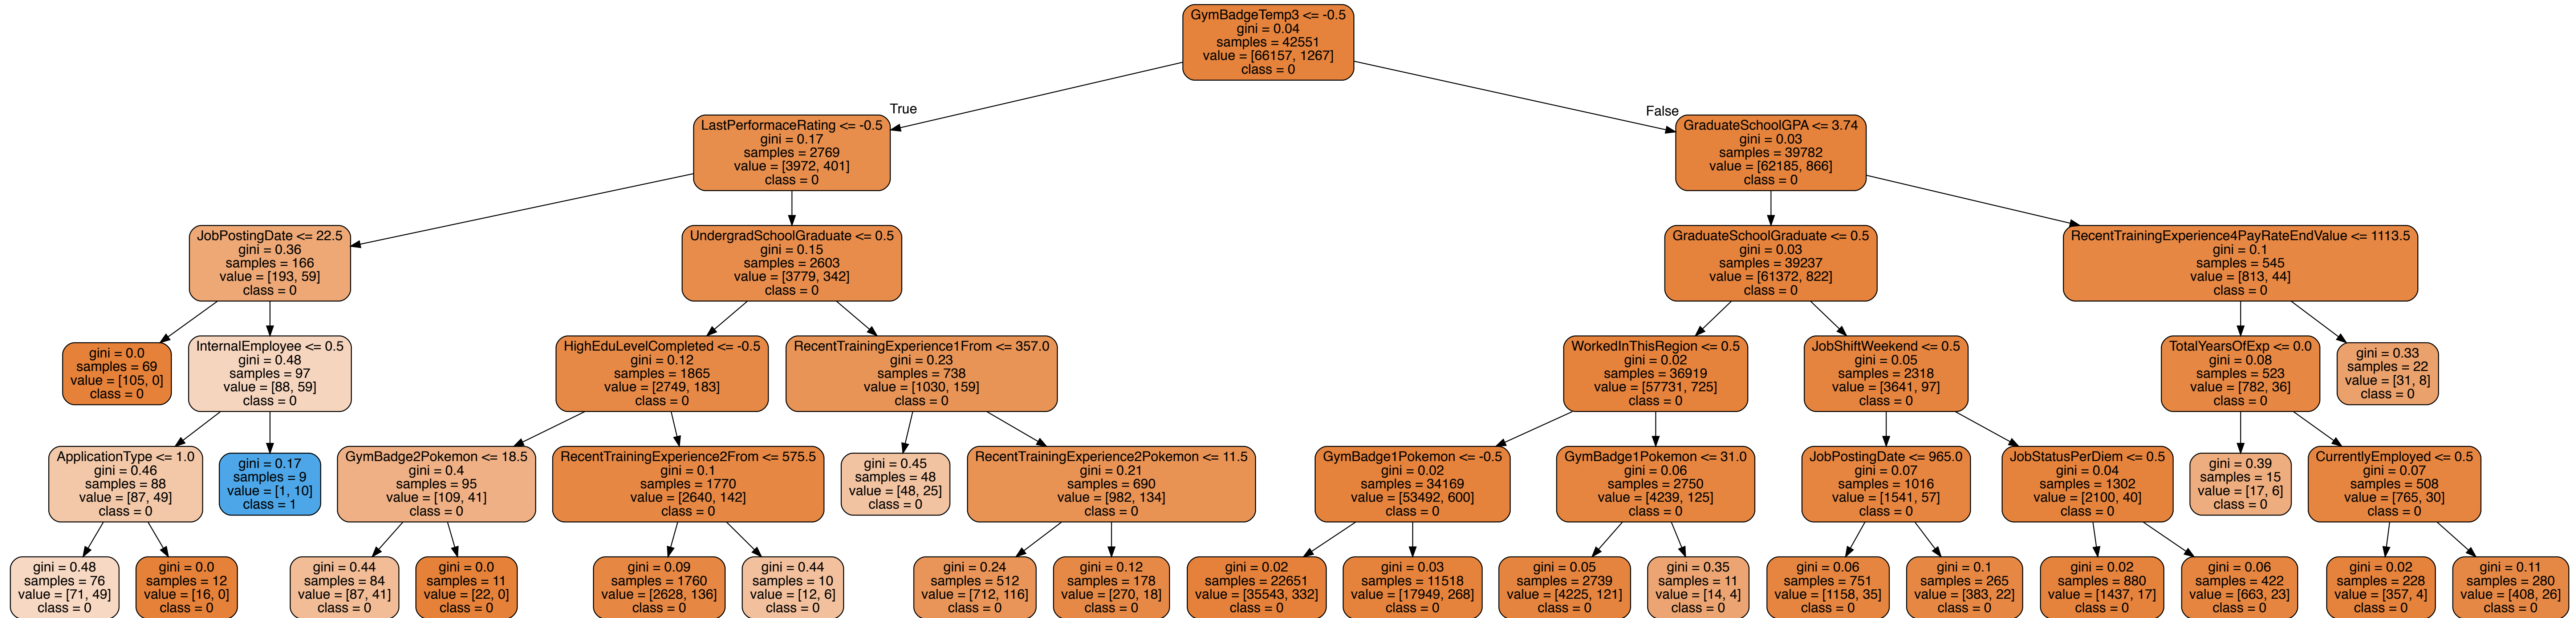 GymBadgeTemp3 <= -0.5
gini = 0.04
samples = 42551
value = [66157, 1267]
class = 0
True
False
LastPerformaceRating <= -0.5
gini = 0.17
samples = 2769
value = [3972, 401]
class = 0
GraduateSchoolGPA <= 3.74
gini = 0.03
samples = 39782
value = [62185, 866]
class = 0
JobPostingDate <= 22.5
gini = 0.36
samples = 166
value = [193, 59]
class = 0
UndergradSchoolGraduate <= 0.5
gini = 0.15
samples = 2603
value = [3779, 342]
class = 0
GraduateSchoolGraduate <= 0.5
gini = 0.03
samples = 39237
value = [61372, 822]
class = 0
RecentTrainingExperience4PayRateEndValue <= 1113.5
gini = 0.1
samples = 545
value = [813, 44]
class = 0
gini = 0.0
samples = 69
value = [105, 0]
class = 0
InternalEmployee <= 0.5
gini = 0.48
samples = 97
value = [88, 59]
class = 0
HighEduLevelCompleted <= -0.5
gini = 0.12
samples = 1865
value = [2749, 183]
class = 0
RecentTrainingExperience1From <= 357.0
gini = 0.23
samples = 738
value = [1030, 159]
class = 0
WorkedInThisRegion <= 0.5
gini = 0.02
samples = 36919
value = [57731, 725]
class = 0
JobShiftWeekend <= 0.5
gini = 0.05
samples = 2318
value = [3641, 97]
class = 0
TotalYearsOfExp <= 0.0
gini = 0.08
samples = 523
value = [782, 36]
class = 0
gini = 0.33
samples = 22
value = [31, 8]
class = 0
ApplicationType <= 1.0
gini = 0.46
samples = 88
value = [87, 49]
class = 0
gini = 0.17
samples = 9
value = [1, 10]
class = 1
GymBadge2Pokemon <= 18.5
gini = 0.4
samples = 95
value = [109, 41]
class = 0
RecentTrainingExperience2From <= 575.5
gini = 0.1
samples = 1770
value = [2640, 142]
class = 0
gini = 0.45
samples = 48
value = [48, 25]
class = 0
RecentTrainingExperience2Pokemon <= 11.5
gini = 0.21
samples = 690
value = [982, 134]
class = 0
GymBadge1Pokemon <= -0.5
gini = 0.02
samples = 34169
value = [53492, 600]
class = 0
GymBadge1Pokemon <= 31.0
gini = 0.06
samples = 2750
value = [4239, 125]
class = 0
JobPostingDate <= 965.0
gini = 0.07
samples = 1016
value = [1541, 57]
class = 0
JobStatusPerDiem <= 0.5
gini = 0.04
samples = 1302
value = [2100, 40]
class = 0
gini = 0.39
samples = 15
value = [17, 6]
class = 0
CurrentlyEmployed <= 0.5
gini = 0.07
samples = 508
value = [765, 30]
class = 0
gini = 0.48
samples = 76
value = [71, 49]
class = 0
gini = 0.0
samples = 12
value = [16, 0]
class = 0
gini = 0.44
samples = 84
value = [87, 41]
class = 0
gini = 0.0
samples = 11
value = [22, 0]
class = 0
gini = 0.09
samples = 1760
value = [2628, 136]
class = 0
gini = 0.44
samples = 10
value = [12, 6]
class = 0
gini = 0.24
samples = 512
value = [712, 116]
class = 0
gini = 0.12
samples = 178
value = [270, 18]
class = 0
gini = 0.02
samples = 22651
value = [35543, 332]
class = 0
gini = 0.03
samples = 11518
value = [17949, 268]
class = 0
gini = 0.05
samples = 2739
value = [4225, 121]
class = 0
gini = 0.35
samples = 11
value = [14, 4]
class = 0
gini = 0.06
samples = 751
value = [1158, 35]
class = 0
gini = 0.1
samples = 265
value = [383, 22]
class = 0
gini = 0.02
samples = 880
value = [1437, 17]
class = 0
gini = 0.06
samples = 422
value = [663, 23]
class = 0
gini = 0.02
samples = 228
value = [357, 4]
class = 0
gini = 0.11
samples = 280
value = [408, 26]
class = 0